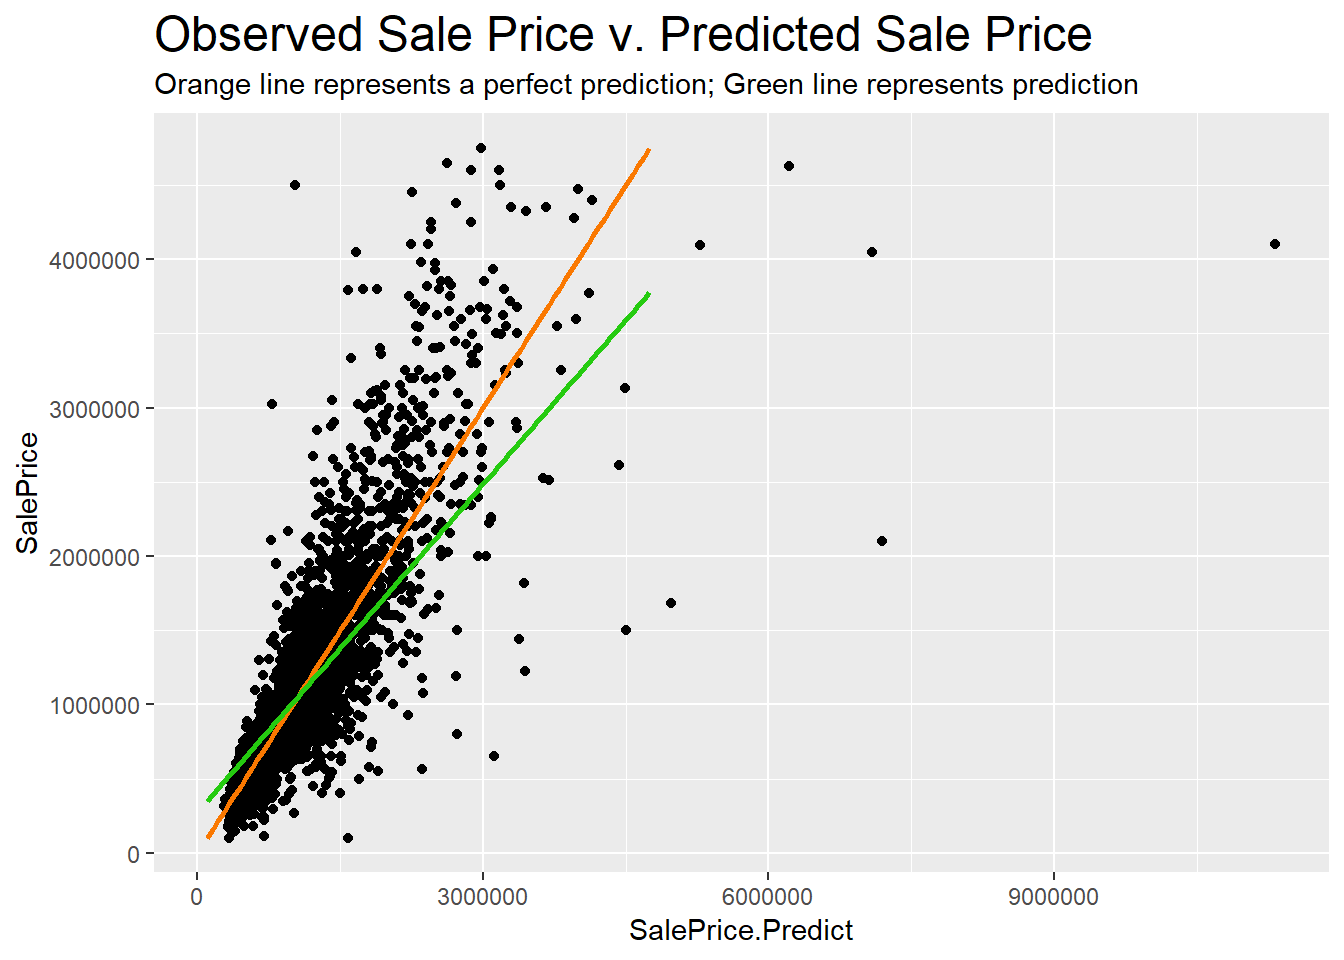 Observed Sale Price v. Predicted Sale Price
Orange line represents a perfect prediction; Green line represents prediction
SalePrice
4000000
3000000
2000000
1000000
0
0
3000000
6000000
9000000
SalePrice.Predict